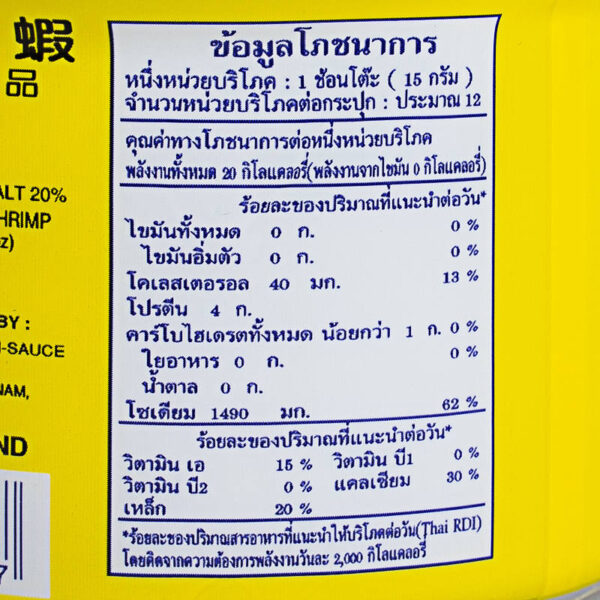 蝦
品
ALT 20%
HRIMP
z)
BY :
I-SAUCE
NAM,
ND
7
ข้อมูลโภชนาการ
หนึ่งหน่วยบริโภค : 1 ช้อนโต๊ะ ( 15 กรัม )
จำนวนหน่วยบริโภคต่อกระปุก : ประมาณ 12
คุณค่าทางโภชนาการต่อหนึ่งหน่วยบริโภค
พลังงานทั้งหมด 20 กิโลแคลอรี่(พลังงานจากไขมัน 0 กิโลแคลอรี่)
ร้อยละของปริมาณที่แนะนำต่อวัน*
ไขมันทั้งหมด 0 ก. 0 %
ไขมันอิ่มตัว 0 ก. 0 %
โคเลสเตอรอล 40 มก. 13 %
โปรตีน 4 ก.
คาร์โบไฮเดรตทั้งหมด น้อยกว่า 1 ก. 0 %
ใยอาหาร 0 ก. 0 %
น้ำตาล 0 ก.
โซเดียม 1490 มก. 62 %
ร้อยละของปริมาณที่แนะนำต่อวัน*
วิตามิน เอ 15 % วิตามิน บี1 0 %
วิตามิน บี2 0 % แคลเซียม 30 %
เหล็ก 20 %
*ร้อยละของปริมาณสารอาหารที่แนะนำให้บริโภคต่อวัน(Thai RDI)
โดยคิดจากความต้องการพลังงานวันละ 2,000 กิโลแคลอรี่